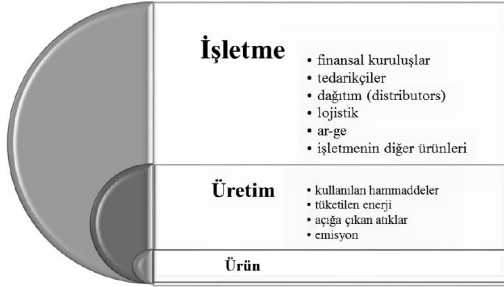 İşletme
• finansal kuruluşlar
• tedarikçiler
• dağıtım (distributors)
• lojistik
• ar-ge
• işletmenin diğer ürünleri
Üretim
• kullanılan hammaddeler
• tüketilen enerji
• açığa çıkan atıklar
• emisyon
Ürün